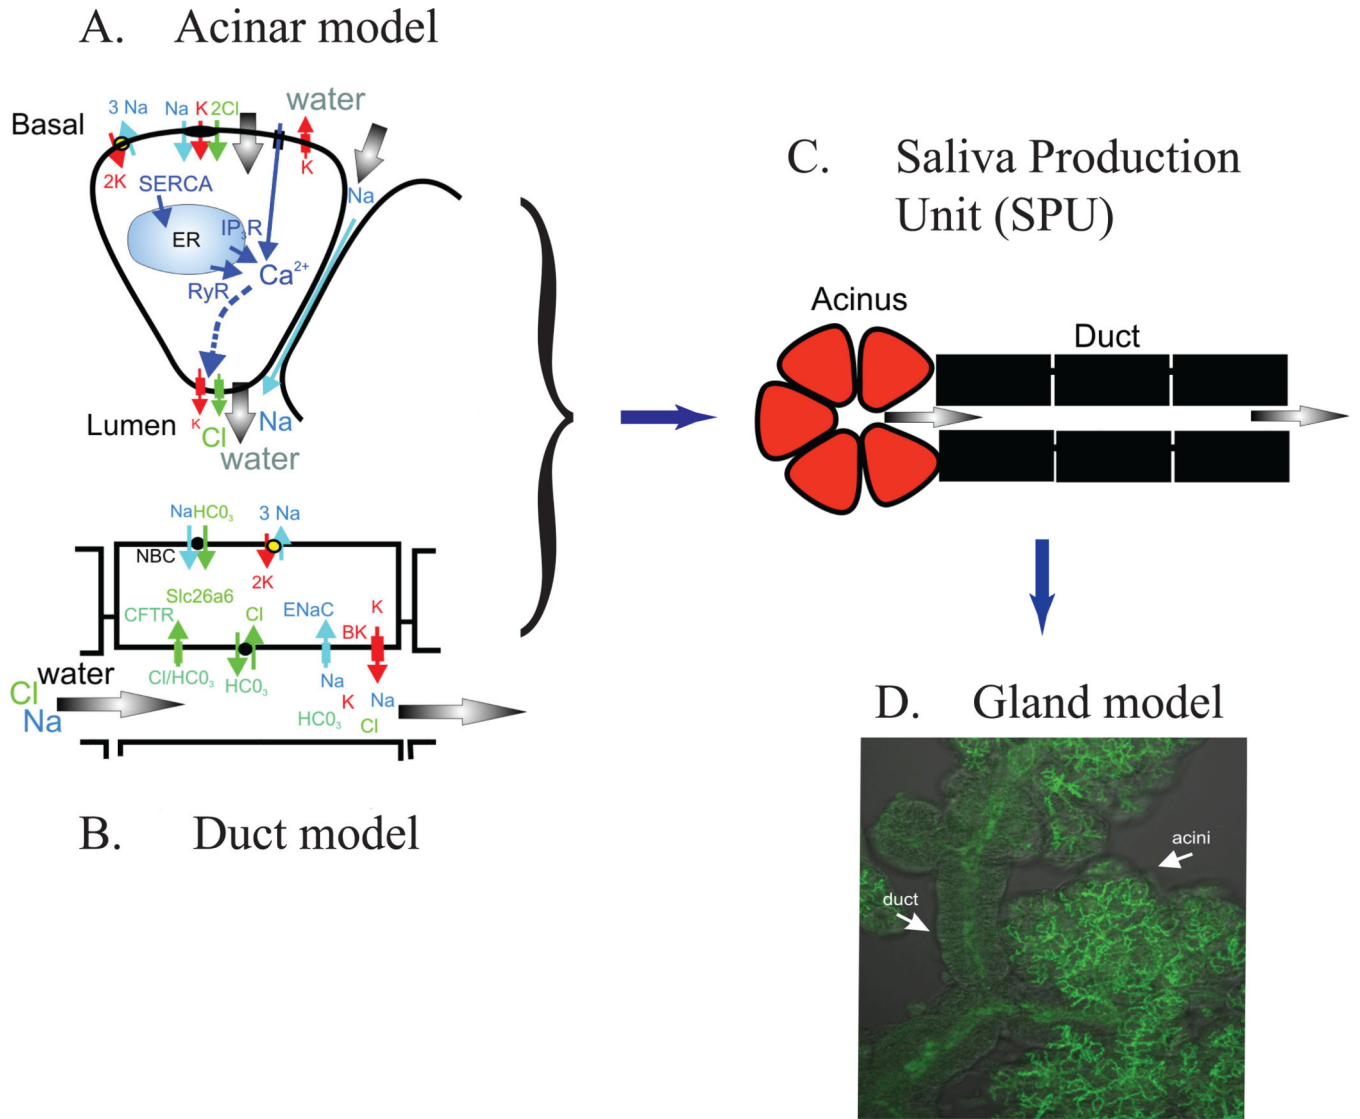 A. Acinar model
water
3 Na
Na
K
2Cl
Basal
K
2K
SERCA
Na
IP3R
ER
Ca2+
RyR
K
Lumen
Cl
Na
water
NaHC03
3 Na
NBC
2K
Slc26a6
CFTR
Cl
ENaC
K
BK
Cl/HC03
HC03
Na
water
Cl
Na
K
Na
HC03
Cl
B. Duct model
C. Saliva Production
Unit (SPU)
Acinus
Duct
D. Gland model
acini
duct